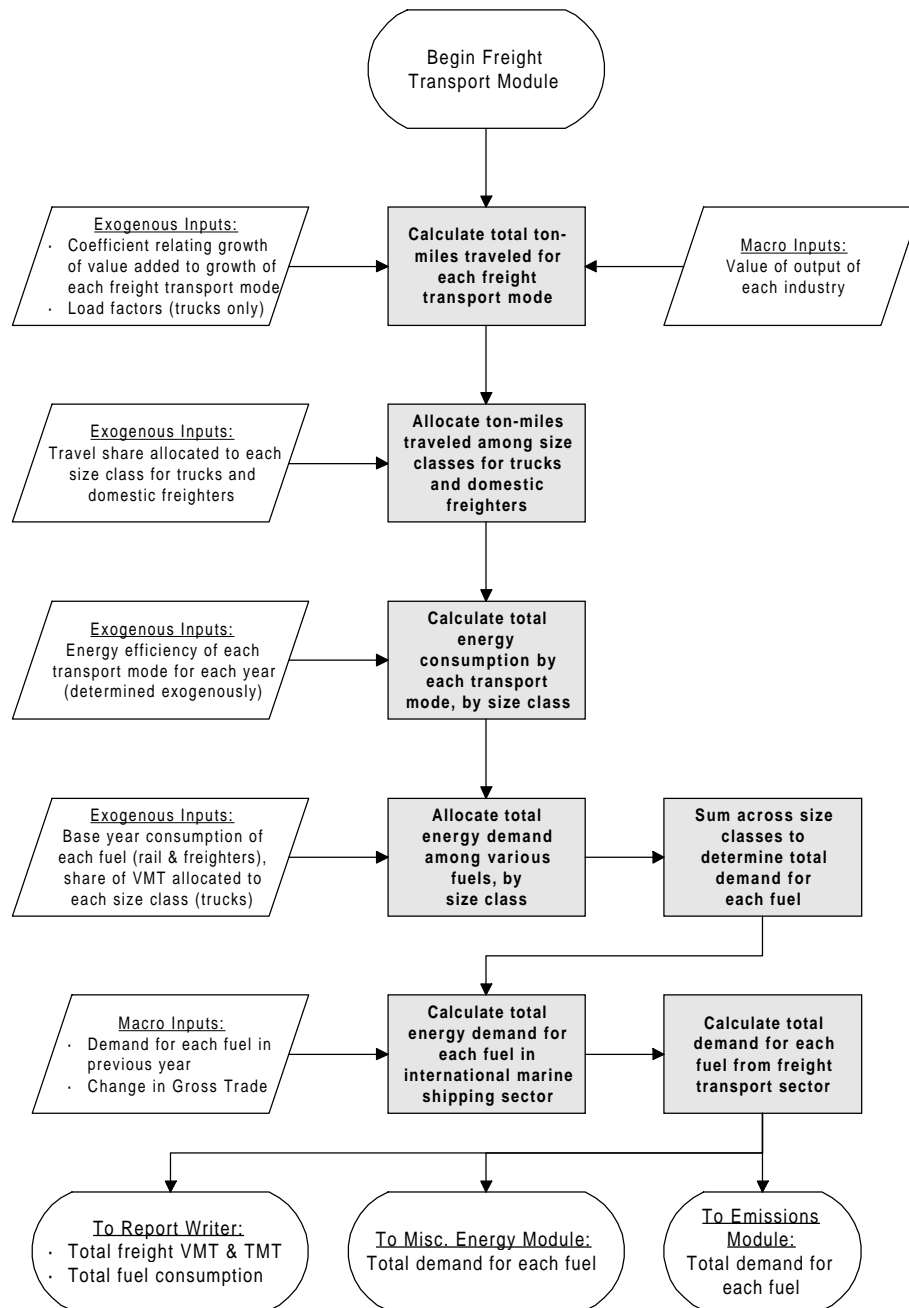 Begin Freight
Transport Module
Exogenous Inputs:
· Coefficient relating growth
of value added to growth of
each freight transport mode
· Load factors (trucks only)
Calculate total ton-
miles traveled for
each freight
transport mode
Macro Inputs:
Value of output of
each industry
Exogenous Inputs:
Travel share allocated to each
size class for trucks and
domestic freighters
Allocate ton-miles
traveled among size
classes for trucks
and domestic
freighters
Exogenous Inputs:
Energy efficiency of each
transport mode for each year
(determined exogenously)
Calculate total
energy
consumption by
each transport
mode, by size class
Exogenous Inputs:
Base year consumption of
each fuel (rail & freighters),
share of VMT allocated to
each size class (trucks)
Allocate total
energy demand
among various
fuels, by
size class
Sum across size
classes to
determine total
demand for
each fuel
Macro Inputs:
· Demand for each fuel in
previous year
· Change in Gross Trade
Calculate total
energy demand for
each fuel in
international marine
shipping sector
Calculate total
demand for each
fuel from freight
transport sector
To Report Writer:
· Total freight VMT & TMT
· Total fuel consumption
To Misc. Energy Module:
Total demand for each fuel
To Emissions
Module:
Total demand for
each fuel